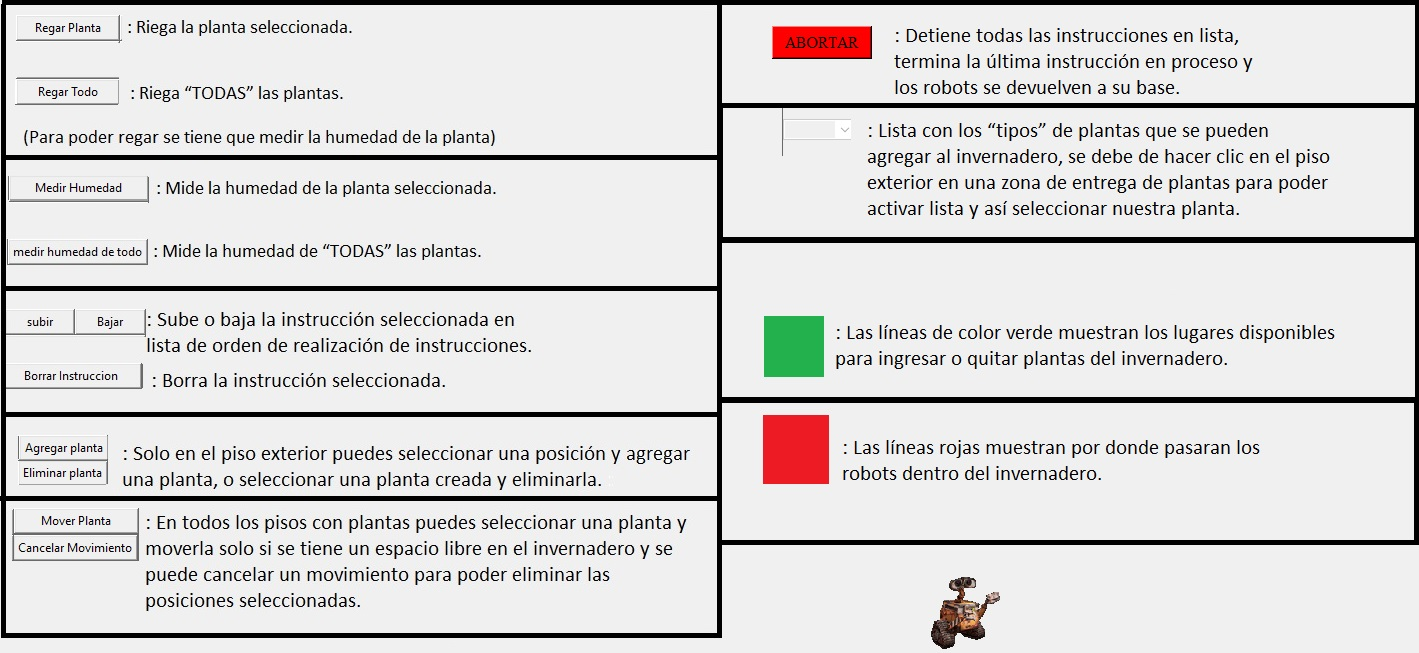 Regar Planta : Riega la planta seleccionada.
Regar Todo : Riega “TODAS” las plantas.
(Para poder regar se tiene que medir la humedad de la planta)
Medir Humedad : Mide la humedad de la planta seleccionada.
medir humedad de todo : Mide la humedad de “TODAS” las plantas.
subir Bajar : Sube o baja la instrucción seleccionada en
lista de orden de realización de instrucciones.
Borrar Instruccion : Borra la instrucción seleccionada.
Agregar planta
Eliminar planta
: Solo en el piso exterior puedes seleccionar una posición y agregar
una planta, o seleccionar una planta creada y eliminarla.
Mover Planta
Cancelar Movimiento
: En todos los pisos con plantas puedes seleccionar una planta y
moverla solo si se tiene un espacio libre en el invernadero y se
puede cancelar un movimiento para poder eliminar las
posiciones seleccionadas.
ABORTAR : Detiene todas las instrucciones en lista,
termina la última instrucción en proceso y
los robots se devuelven a su base.
: Lista con los “tipos” de plantas que se pueden
agregar al invernadero, se debe de hacer clic en el piso
exterior en una zona de entrega de plantas para poder
activar lista y así seleccionar nuestra planta.
: Las líneas de color verde muestran los lugares disponibles
para ingresar o quitar plantas del invernadero.
: Las líneas rojas muestran por donde pasaran los
robots dentro del invernadero.